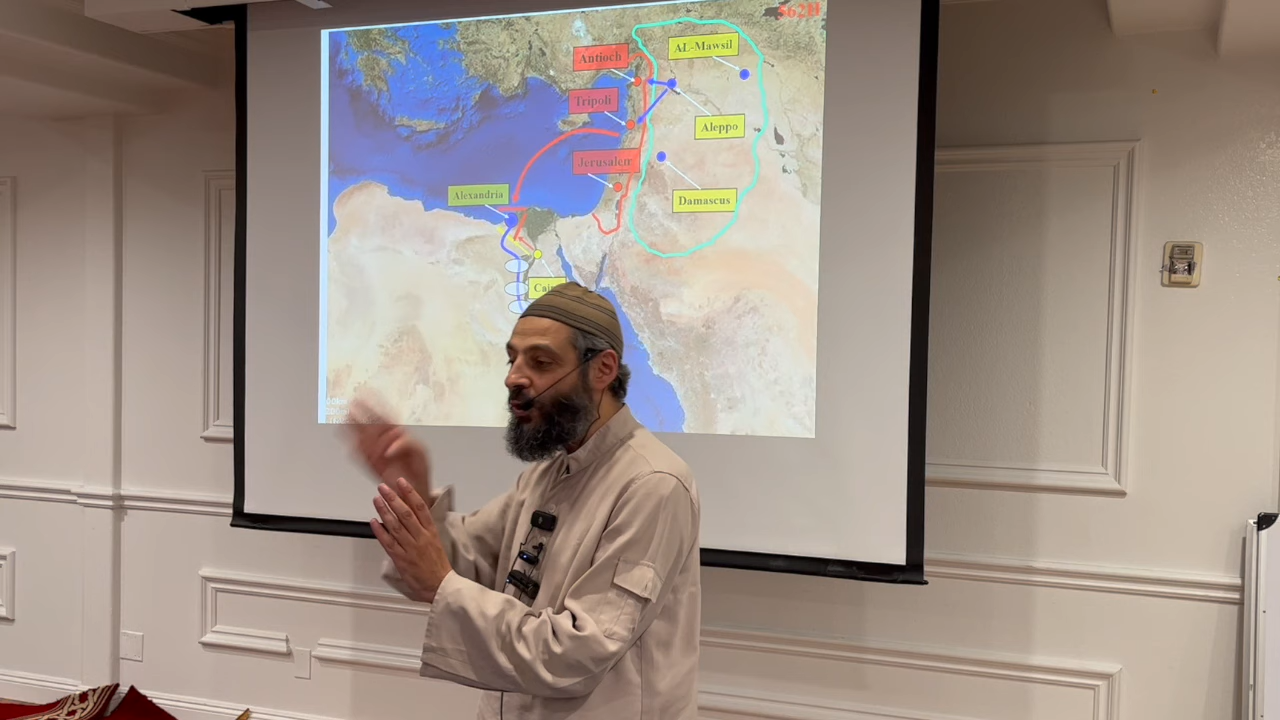 562H
Antioch
AL-Mawsil
Tripoli
Aleppo
Jerusalem
Alexandria
Damascus